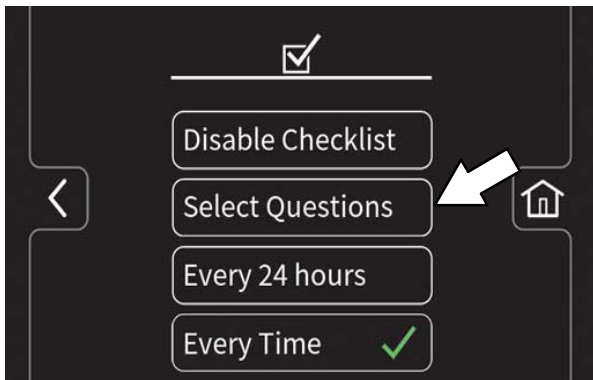 Disable Checklist
Select Questions
Every 24 hours
Every Time